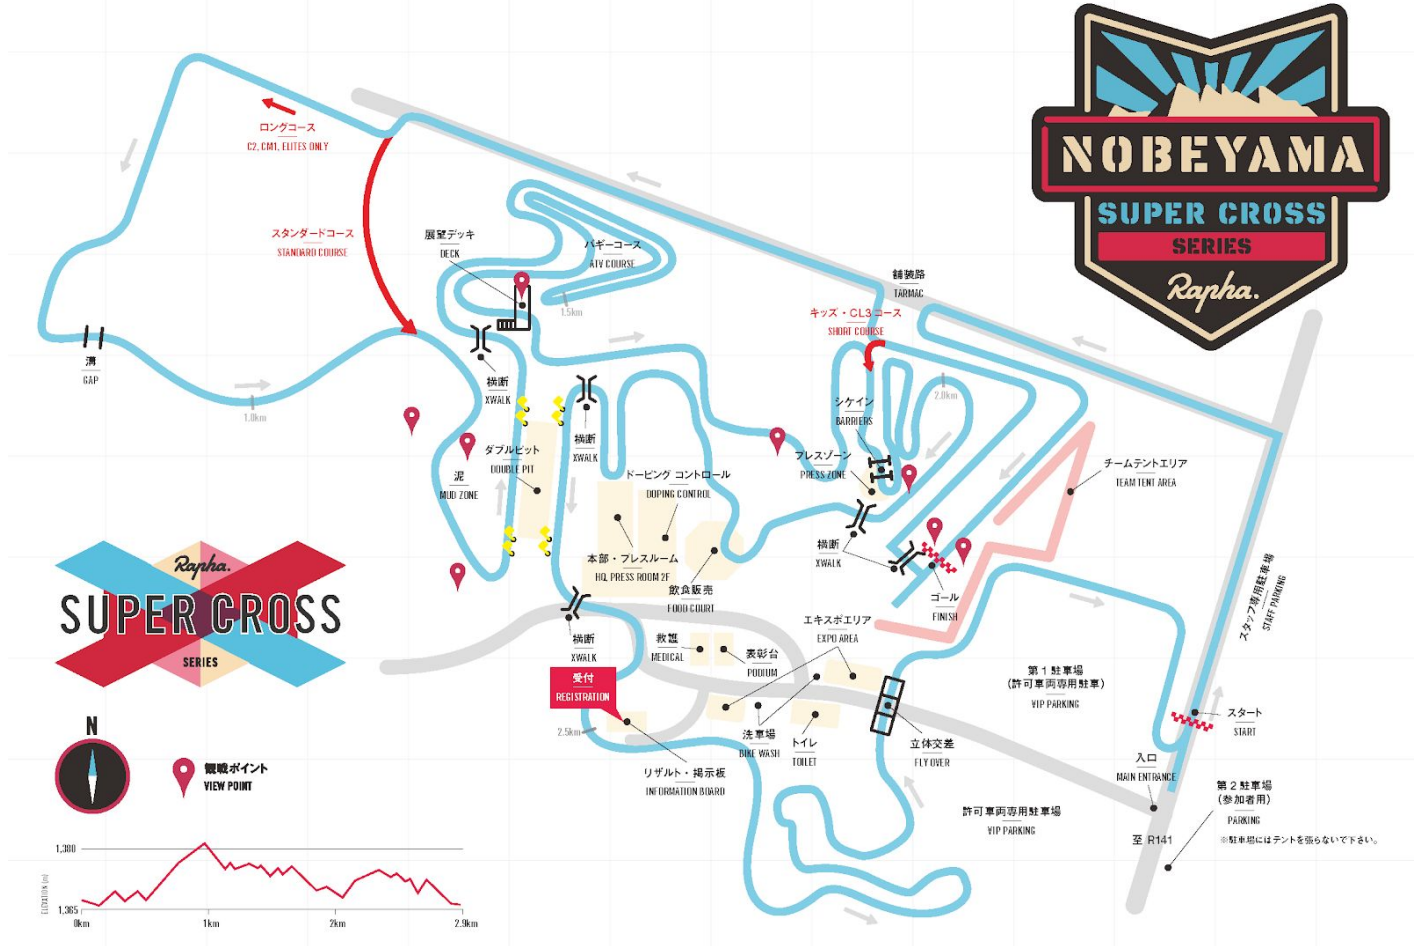 NOBEYAMA
SUPER CROSS
SERIES
Rapha.
ロングコース
C2, CM1, ELITES ONLY
スタンダードコース
STANDARD COURSE
展望デッキ
DECK
バギーコース
ATV COURSE
1.5km
舗装路
TARMAC
キッズ・CL3コース
SHORT COURSE
溝
GAP
1.0km
横断
XWALK
横断
XWALK
シケイン
BARRIERS
2.0km
プレスゾーン
PRESS ZONE
チームテントエリア
TEAM TENT AREA
泥
MUD ZONE
ダブルピット
DOUBLE PIT
ドーピング コントロール
DOPING CONTROL
本部・プレスルーム
HQ, PRESS ROOM 2F
飲食販売
FOOD COURT
横断
XWALK
ゴール
FINISH
スタッフ専用駐車場
STAFF PARKING
Rapha.
SUPER CROSS
SERIES
横断
XWALK
救護
MEDICAL
表彰台
PODIUM
エキスポエリア
EXPO AREA
受付
REGISTRATION
第1駐車場
(許可車両専用駐車)
VIP PARKING
スタート
START
2.5km
洗車場
BIKE WASH
トイレ
TOILET
立体交差
FLY OVER
リザルト・掲示板
INFORMATION BOARD
入口
MAIN ENTRANCE
第2駐車場
(参加者用)
PARKING
※駐車場にはテントを張らないで下さい。
許可車両専用駐車場
VIP PARKING
至 R141
N
観戦ポイント
VIEW POINT
1,380
ELEVATION (m)
1,365
0km
1km
2km
2.9km